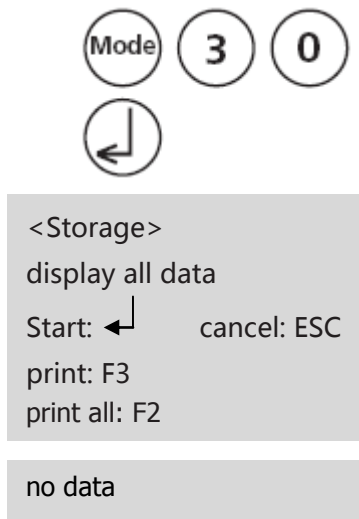 Mode 3 0
<Storage>
display all data
Start: cancel: ESC
print: F3
print all: F2
no data